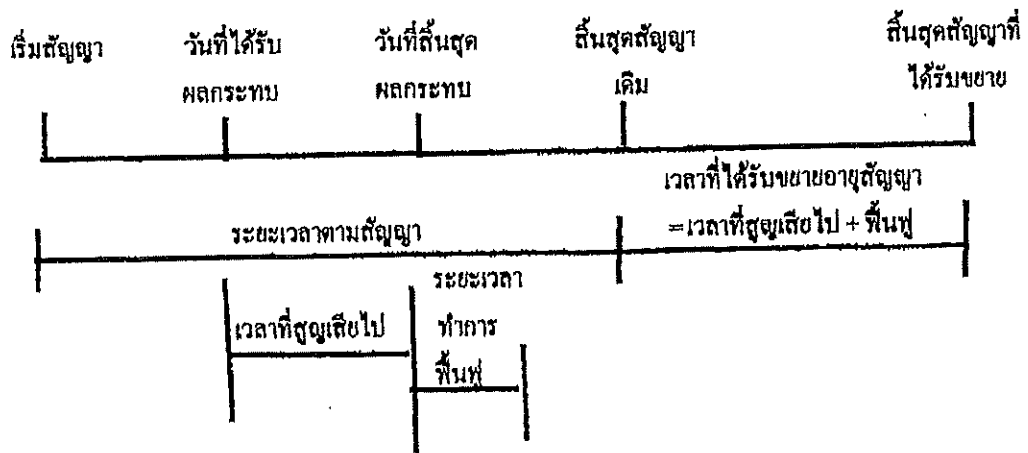 เริ่มสัญญา
วันที่ได้รับ
ผลกระทบ
วันที่สิ้นสุด
ผลกระทบ
สิ้นสุดสัญญา
เดิม
สิ้นสุดสัญญาที่
ได้รับขยาย
เวลาที่ได้รับขยายอายุสัญญา
=เวลาที่สูญเสียไป + ฟื้นฟู
ระยะเวลาตามสัญญา
เวลาที่สูญเสียไป
ระยะเวลา
ทำการ
ฟื้นฟู